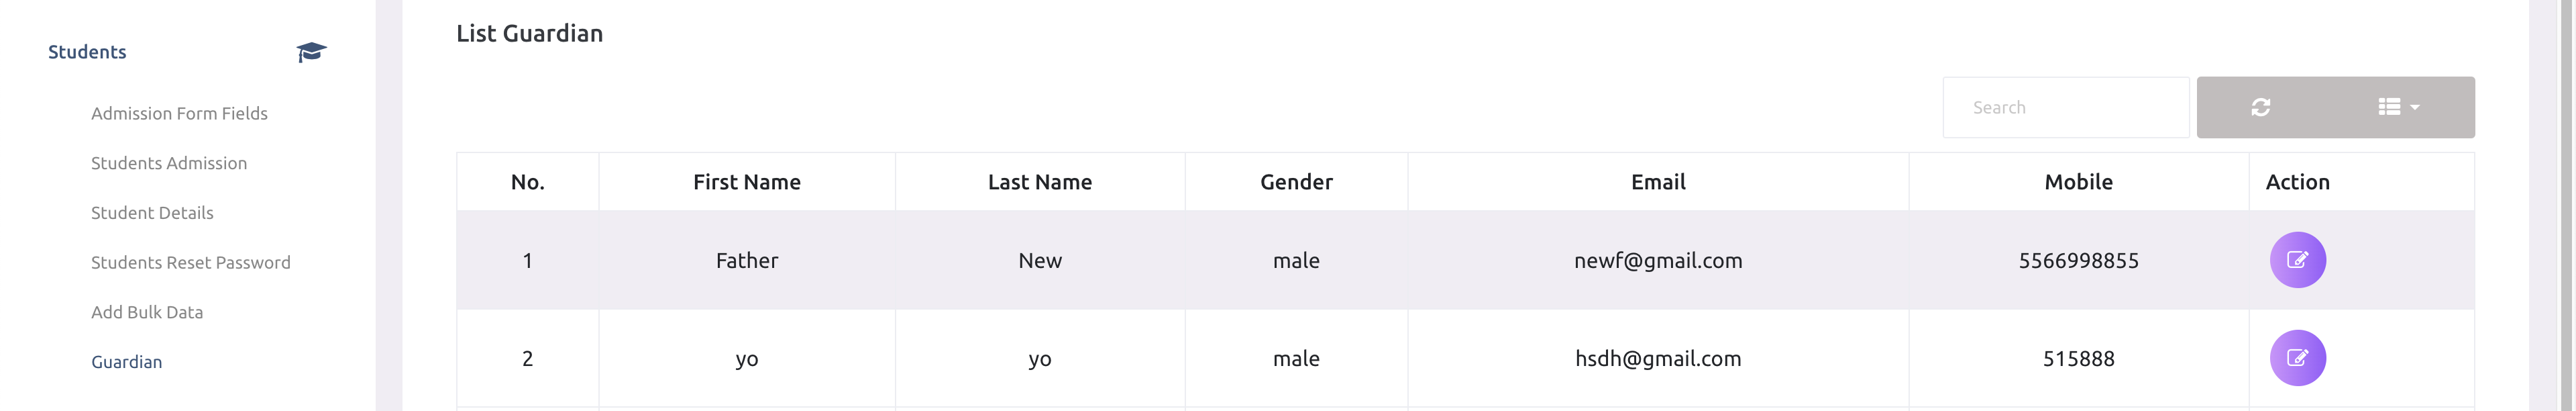 Students
Admission Form Fields
Students Admission
Student Details
Students Reset Password
Add Bulk Data
Guardian
List Guardian
Search
No. First Name Last Name Gender Email Mobile Action
1 Father New male newf@gmail.com 5566998855
2 yo yo male hsdh@gmail.com 515888